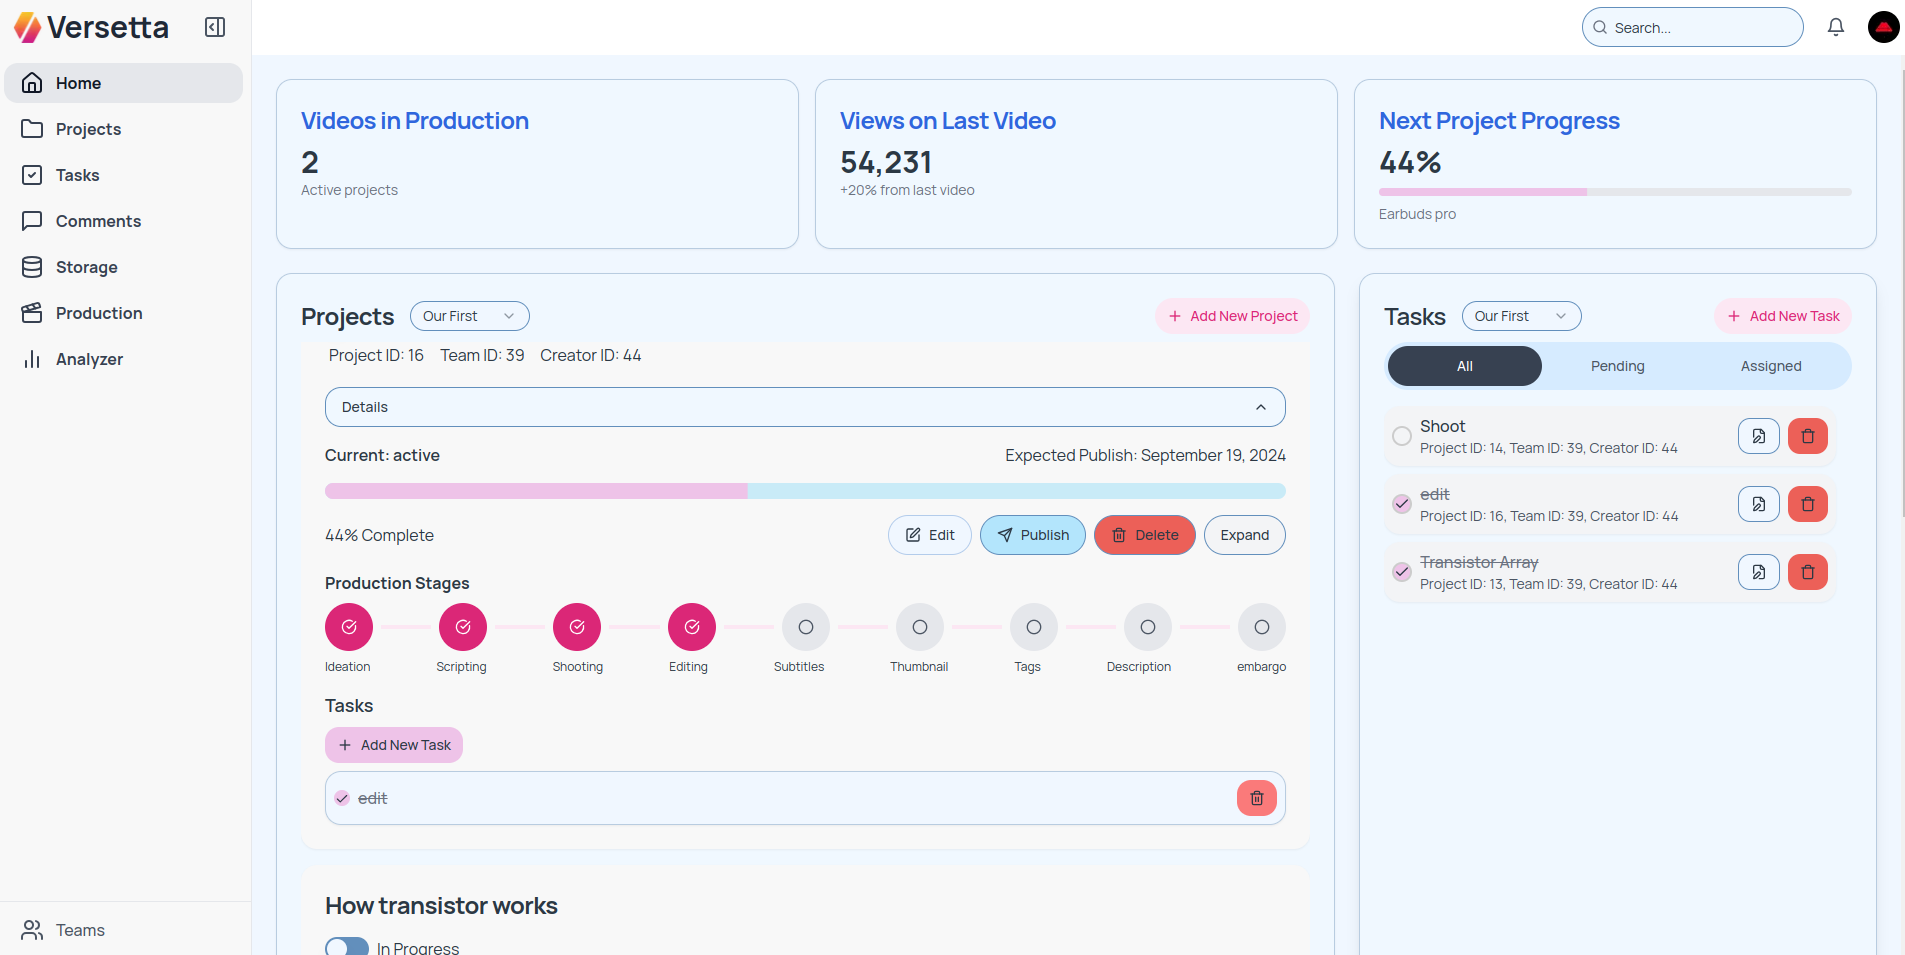 Versetta
Search...
Home
Projects
Tasks
Comments
Storage
Production
Analyzer
Teams
Videos in Production
2
Active projects
Views on Last Video
54,231
+20% from last video
Next Project Progress
44%
Earbuds pro
Projects
Our First
Add New Project
Project ID: 16 Team ID: 39 Creator ID: 44
Details
Current: active
Expected Publish: September 19, 2024
44% Complete
Edit
Publish
Delete
Expand
Production Stages
Ideation
Scripting
Shooting
Editing
Subtitles
Thumbnail
Tags
Description
embargo
Tasks
Add New Task
edit
How transistor works
In Progress
Tasks
Our First
Add New Task
All
Pending
Assigned
Shoot
Project ID: 14, Team ID: 39, Creator ID: 44
edit
Project ID: 16, Team ID: 39, Creator ID: 44
Transistor Array
Project ID: 13, Team ID: 39, Creator ID: 44